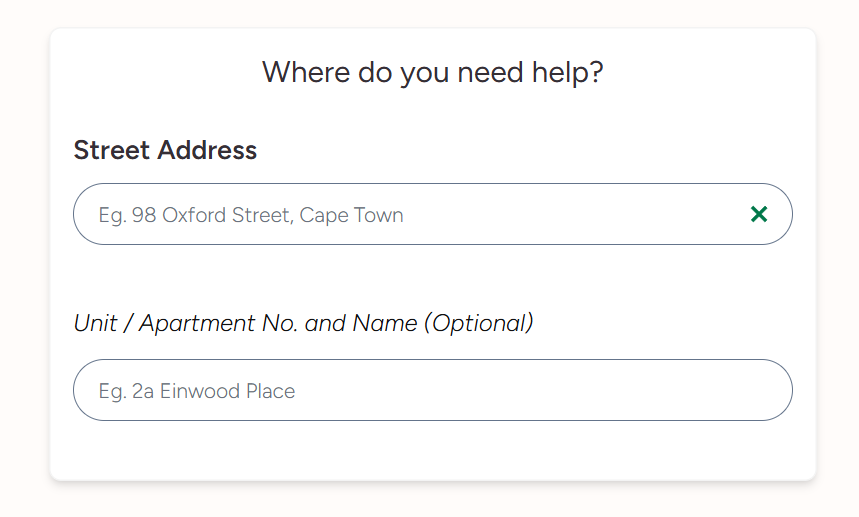 Where do you need help?
Street Address
Eg. 98 Oxford Street, Cape Town
Unit / Apartment No. and Name (Optional)
Eg. 2a Einwood Place